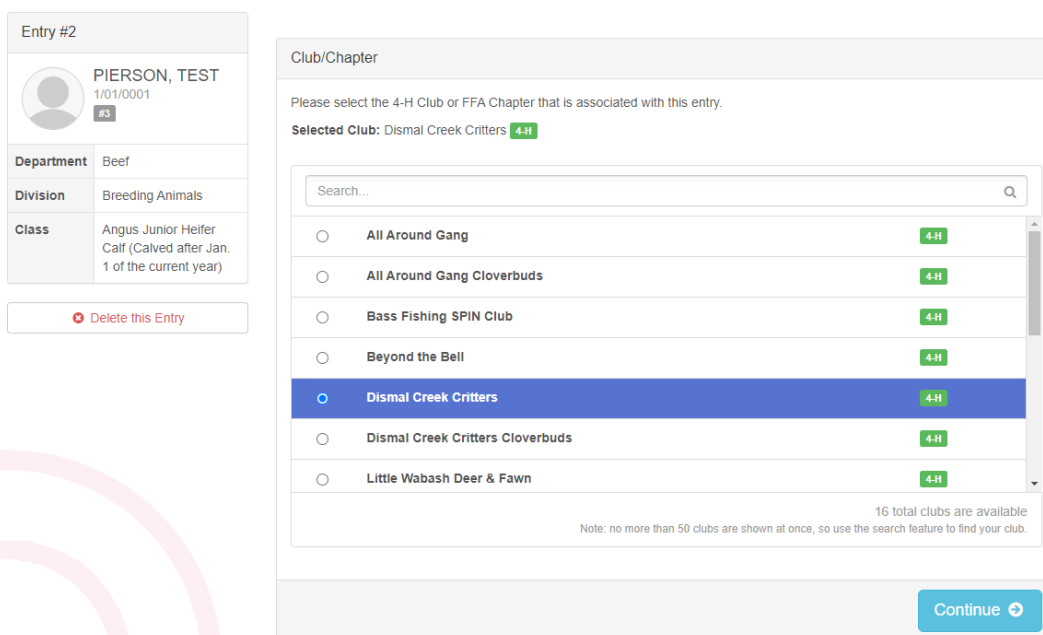 Entry #2
PIERSON, TEST
1/01/0001
#3
Department Beef
Division Breeding Animals
Class Angus Junior Heifer
Calf (Calved after Jan.
1 of the current year)
Delete this Entry
Club/Chapter
Please select the 4-H Club or FFA Chapter that is associated with this entry.
Selected Club: Dismal Creek Critters 4-H
Search...
All Around Gang 4-H
All Around Gang Cloverbuds 4-H
Bass Fishing SPIN Club 4-H
Beyond the Bell 4-H
Dismal Creek Critters 4-H
Dismal Creek Critters Cloverbuds 4-H
Little Wabash Deer & Fawn 4-H
16 total clubs are available
Note: no more than 50 clubs are shown at once, so use the search feature to find your club.
Continue